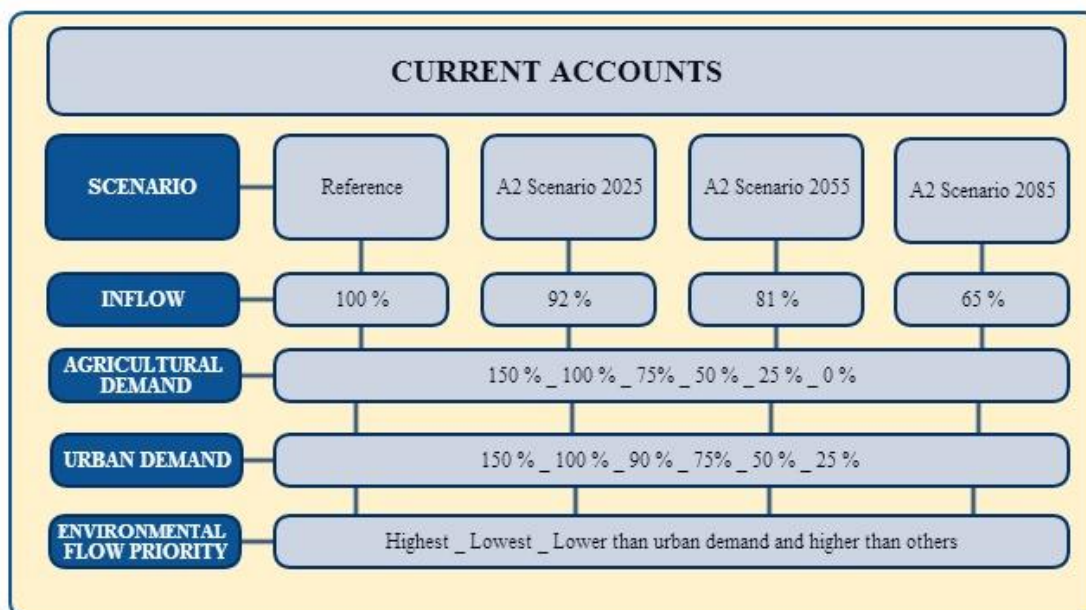 CURRENT ACCOUNTS
SCENARIO
Reference
A2 Scenario 2025
A2 Scenario 2055
A2 Scenario 2085
INFLOW
100 %
92 %
81 %
65 %
AGRICULTURAL
DEMAND
150 % _ 100 % _ 75% _ 50 % _ 25 % _ 0 %
URBAN DEMAND
150 % _ 100 % _ 90 % _ 75% _ 50 % _ 25 %
ENVIRONMENTAL
FLOW PRIORITY
Highest _ Lowest _ Lower than urban demand and higher than others